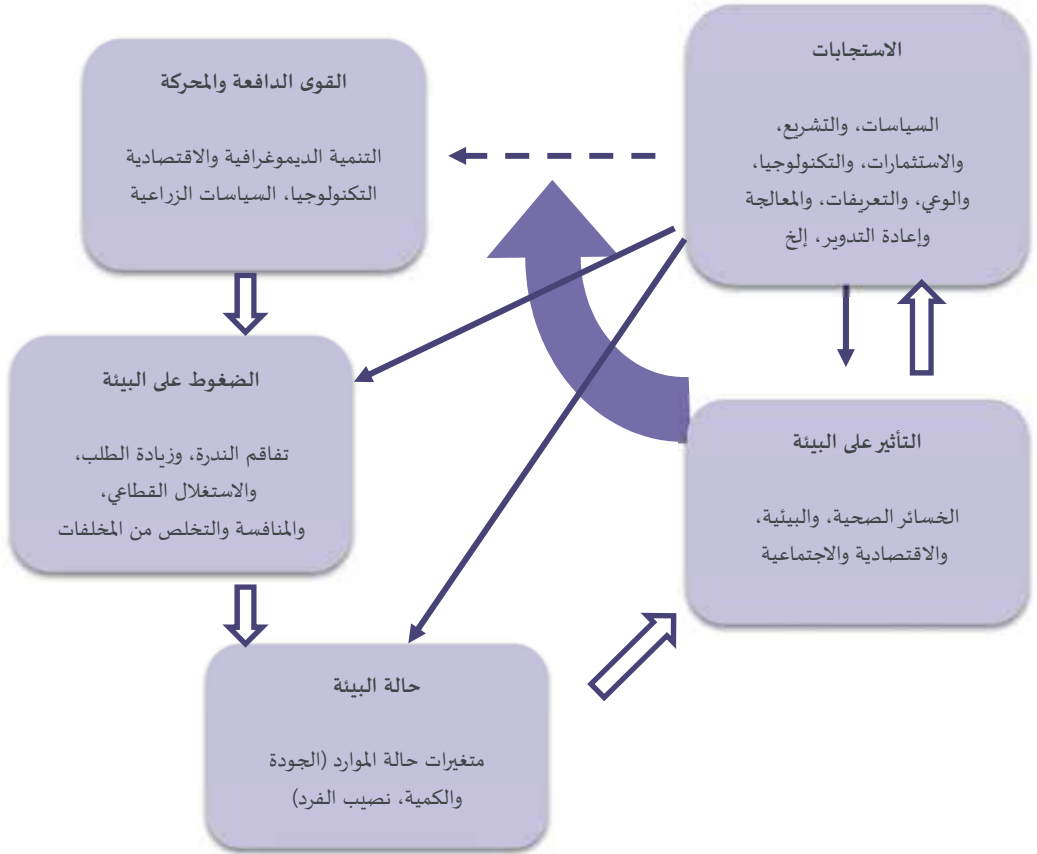 الاستجابات
السياسات، والتشريع،
والاستثمارات، والتكنولوجيا،
والوعي، والتعريفات، والمعالجة
وإعادة التدوير، إلخ
القوى الدافعة والمحركة
التنمية الديموغرافية والاقتصادية
التكنولوجيا، السياسات الزراعية
الضغوط على البيئة
تفاقم الندرة، وزيادة الطلب،
والاستغلال القطاعي،
والمنافسة والتخلص من المخلفات
التأثير على البيئة
الخسائر الصحية، والبيئية،
والاقتصادية والاجتماعية
حالة البيئة
متغيرات حالة الموارد (الجودة
والكمية، نصيب الفرد)